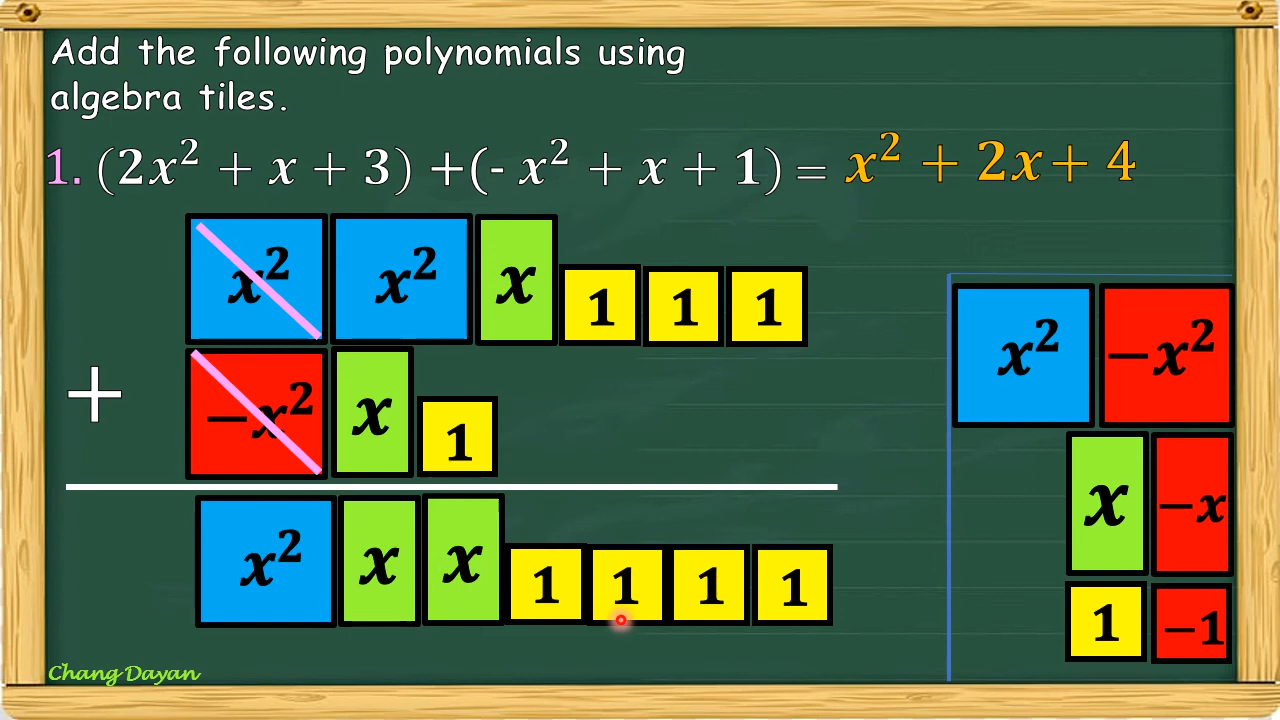 Add the following polynomials using
algebra tiles.
1. (2x² + x + 3) +(- x² + x + 1) = x² + 2x + 4
x² x² x 1 1 1
+ −x² x 1
x² x x 1 1 1 1
x² −x²
x −x
1 −1
Chang Dayan